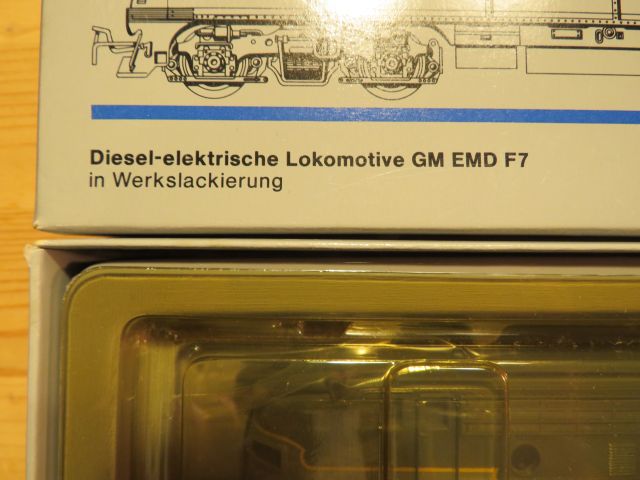 Diesel-elektrische Lokomotive GM EMD F7
in Werkslackierung